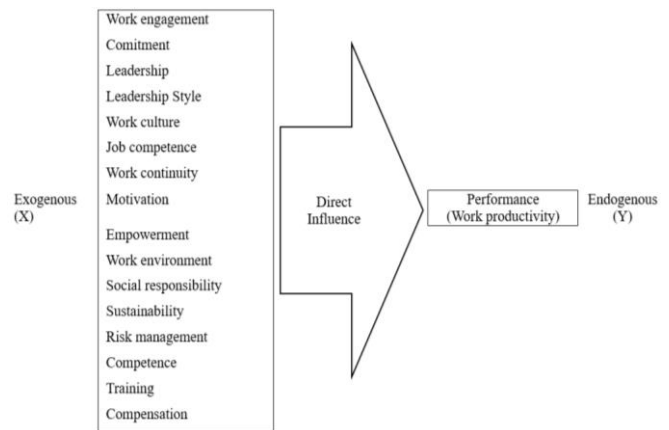 Work engagement
Comitment
Leadership
Leadership Style
Work culture
Job competence
Work continuity
Motivation
Empowerment
Work environment
Social responsibility
Sustainability
Risk management
Competence
Training
Compensation
Exogenous
(X)
Direct
Influence
Performance
(Work productivity)
Endogenous
(Y)